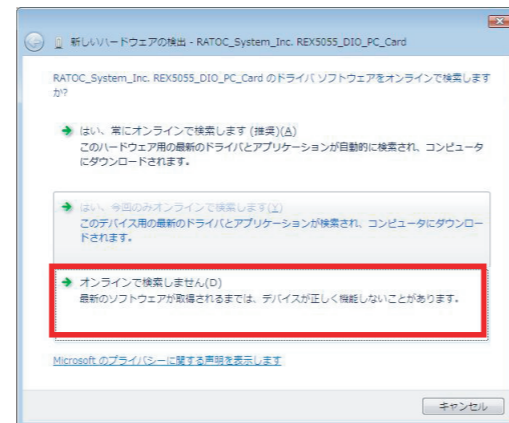 新しいハードウェアの検出 - RATOC_System_Inc. REX5055_DIO_PC_Card
RATOC_System_Inc. REX5055_DIO_PC_Card のドライバ ソフトウェアをオンラインで検索します
か?
はい、常にオンラインで検索します (推奨)(A)
このハードウェア用の最新のドライバとアプリケーションが自動的に検索され、コンピュータ
にダウンロードされます。
はい、今回のみオンラインで検索します(Y)
このデバイス用の最新のドライバとアプリケーションが検索され、コンピュータにダウンロー
ドされます。
オンラインで検索しません(D)
最新のソフトウェアが取得されるまでは、デバイスが正しく機能しないことがあります。
Microsoft のプライバシーに関する声明を表示します
キャンセル